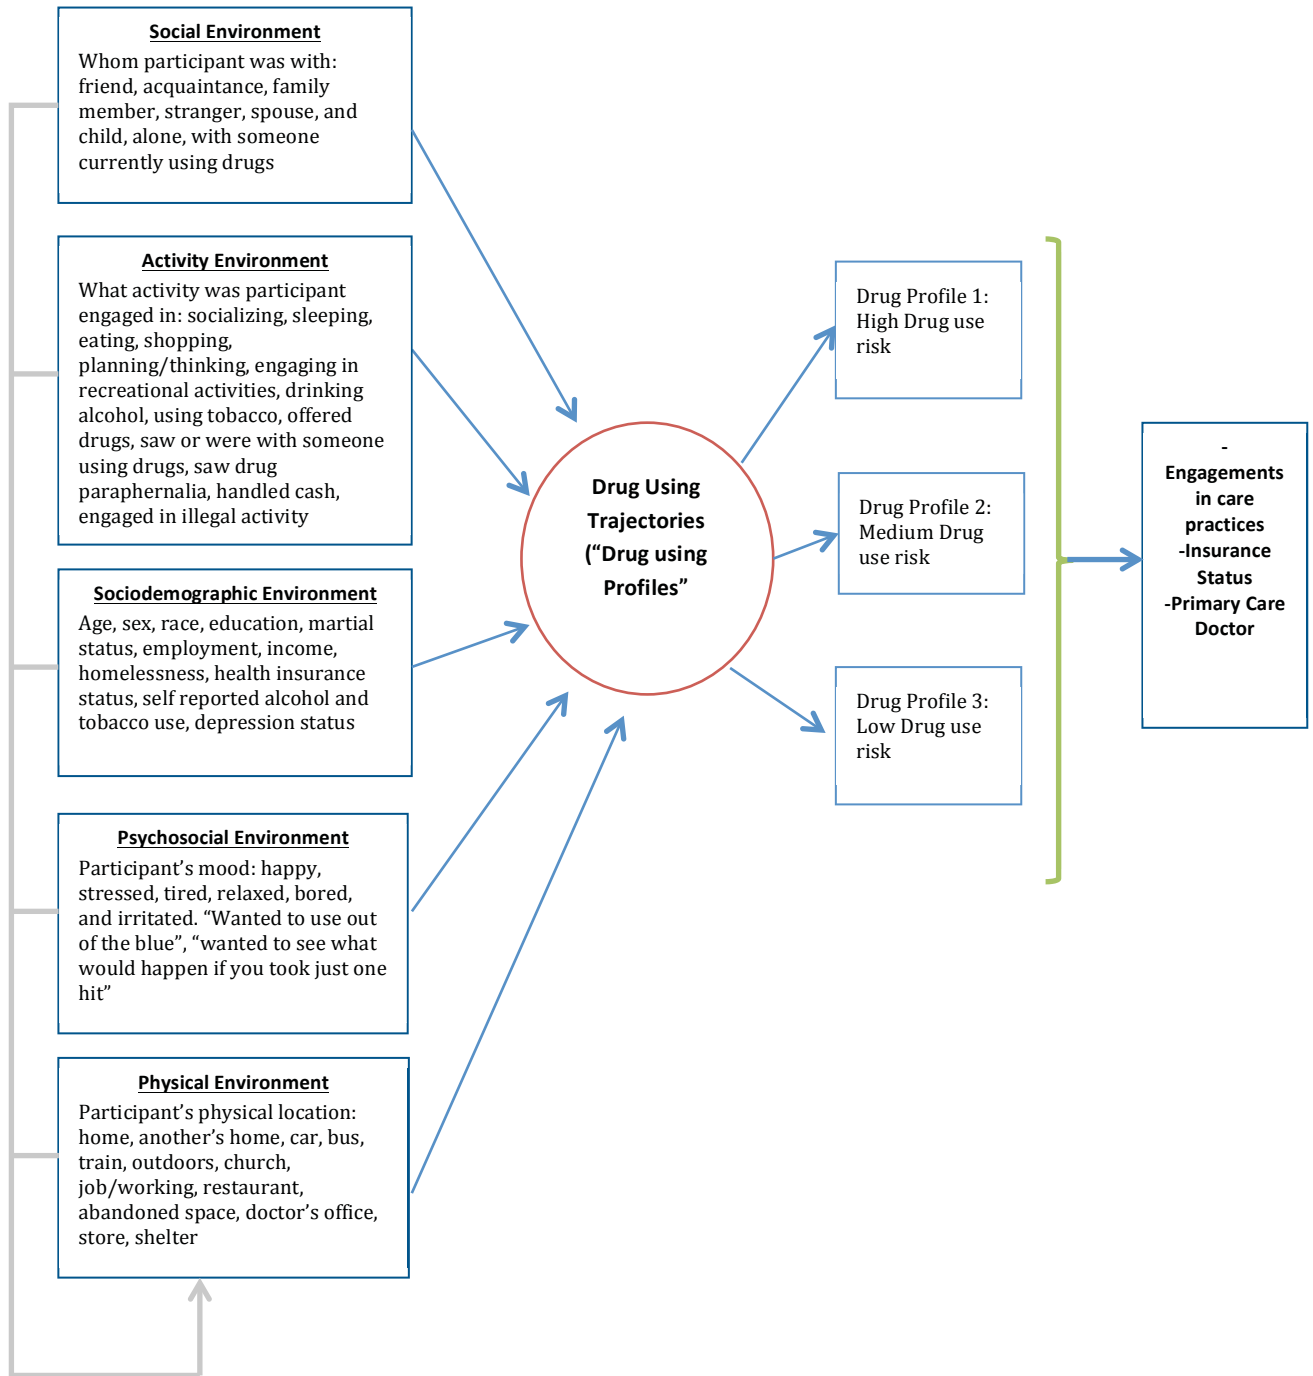 Social Environment
Whom participant was with:
friend, acquaintance, family
member, stranger, spouse, and
child, alone, with someone
currently using drugs
Activity Environment
What activity was participant
engaged in: socializing, sleeping,
eating, shopping,
planning/thinking, engaging in
recreational activities, drinking
alcohol, using tobacco, offered
drugs, saw or were with someone
using drugs, saw drug
paraphernalia, handled cash,
engaged in illegal activity
Sociodemographic Environment
Age, sex, race, education, martial
status, employment, income,
homelessness, health insurance
status, self reported alcohol and
tobacco use, depression status
Psychosocial Environment
Participant’s mood: happy,
stressed, tired, relaxed, bored,
and irritated. “Wanted to use out
of the blue”, “wanted to see what
would happen if you took just one
hit”
Physical Environment
Participant’s physical location:
home, another’s home, car, bus,
train, outdoors, church,
job/working, restaurant,
abandoned space, doctor’s office,
store, shelter
Drug Using
Trajectories
(“Drug using
Profiles”
Drug Profile 1:
High Drug use
risk
Drug Profile 2:
Medium Drug
use risk
Drug Profile 3:
Low Drug use
risk
-
Engagements
in care
practices
-Insurance
Status
-Primary Care
Doctor